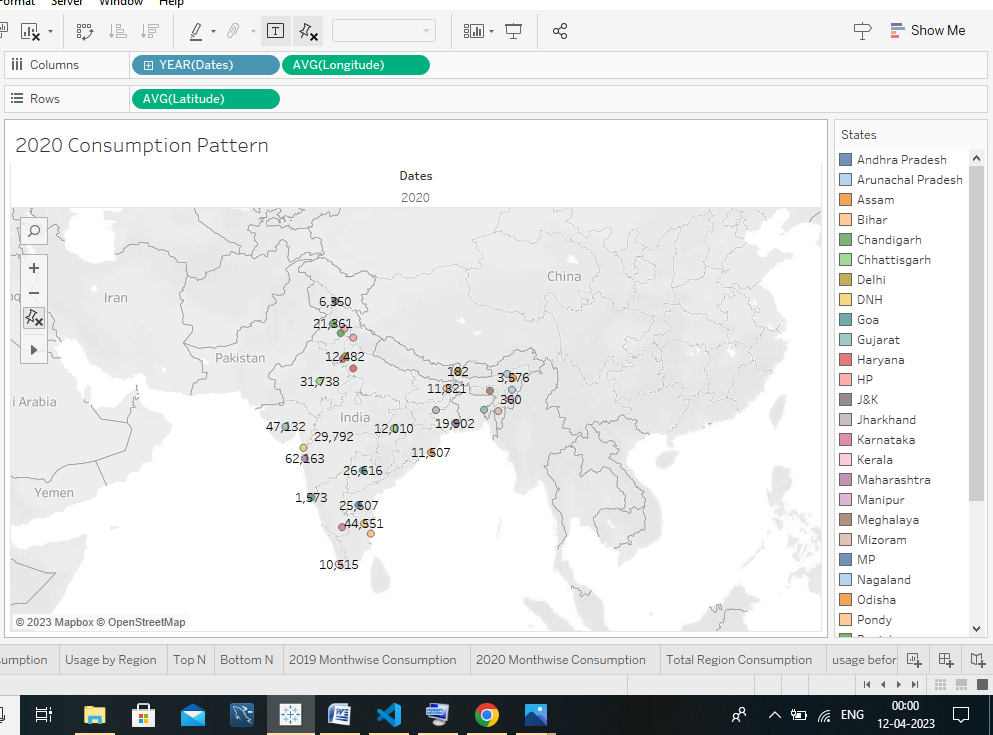 Format Server Window Help
Show Me
Columns YEAR(Dates) AVG(Longitude)
Rows AVG(Latitude)
2020 Consumption Pattern
Dates
2020
China
Iran
Pakistan
i Arabia
India
Yemen
6,350
21,361
12,482
182
3,576
31,738
11,821
360
47,132
29,792
12,010
19,902
62,163
11,507
26,616
1,573
25,607
44,551
10,515
© 2023 Mapbox © OpenStreetMap
States
Andhra Pradesh
Arunachal Pradesh
Assam
Bihar
Chandigarh
Chhattisgarh
Delhi
DNH
Goa
Gujarat
Haryana
HP
J&K
Jharkhand
Karnataka
Kerala
Maharashtra
Manipur
Meghalaya
Mizoram
MP
Nagaland
Odisha
Pondy
sumption Usage by Region Top N Bottom N 2019 Monthwise Consumption 2020 Monthwise Consumption Total Region Consumption usage befor
ENG
00:00
12-04-2023